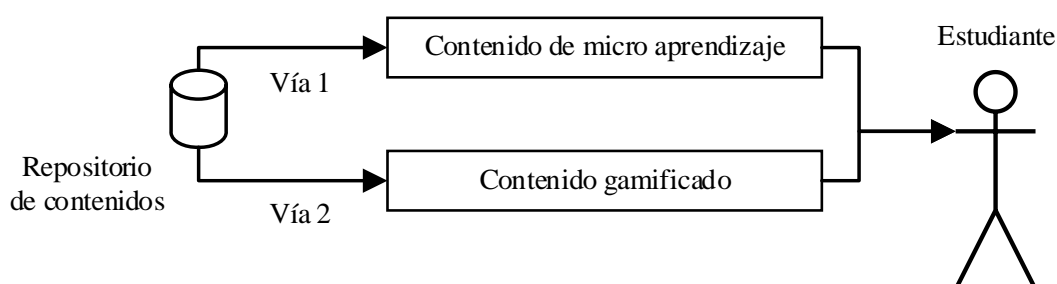 Contenido de micro aprendizaje
Estudiante
Vía 1
Repositorio
de contenidos
Contenido gamificado
Vía 2